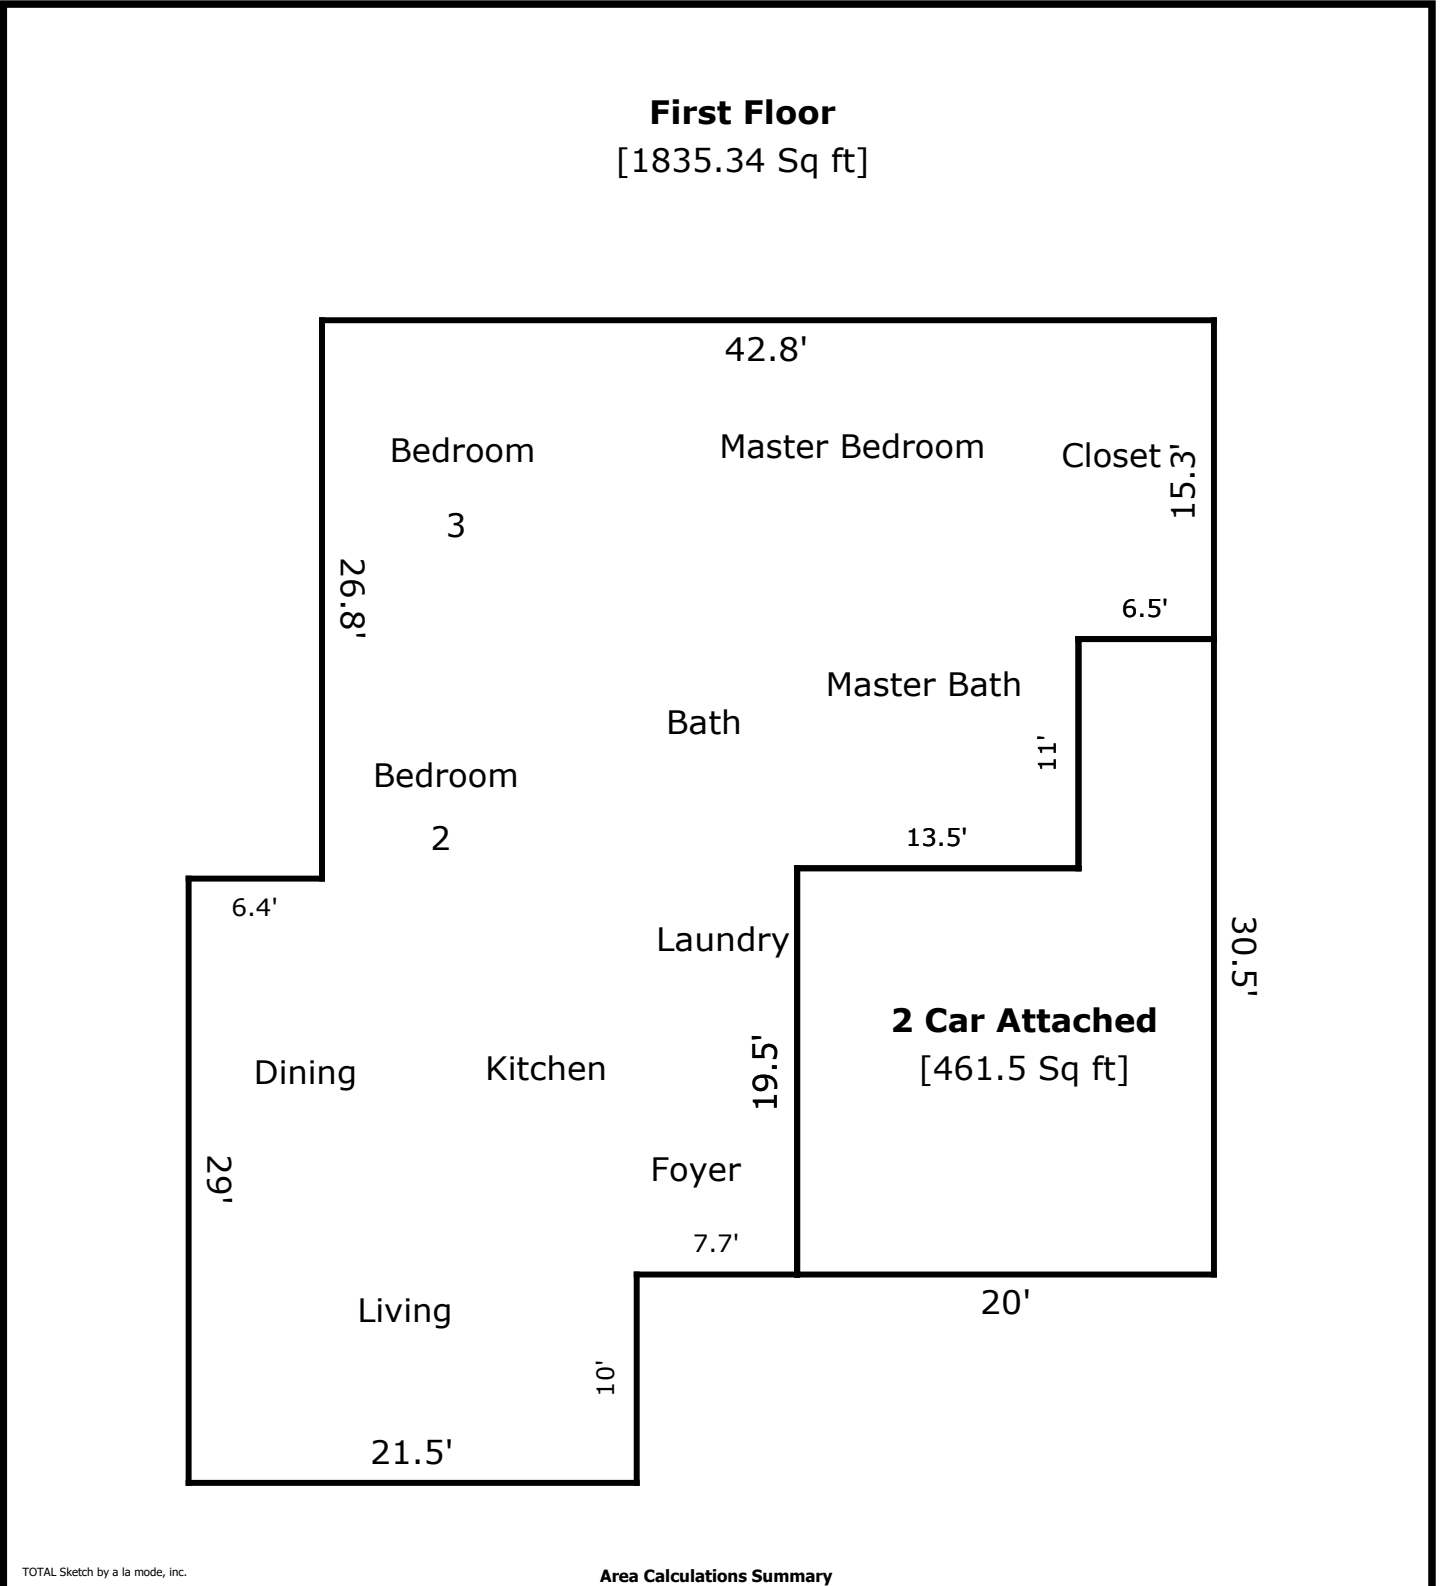 First Floor
[1835.34 Sq ft]
42.8'
Bedroom
3
Master Bedroom
Closet
15.3'
26.8'
6.5'
Master Bath
Bath
11'
Bedroom
2
13.5'
6.4'
Laundry
30.5'
2 Car Attached
[461.5 Sq ft]
19.5'
Dining
Kitchen
29'
Foyer
7.7'
20'
Living
10'
21.5'
TOTAL Sketch by a la mode, inc.
Area Calculations Summary